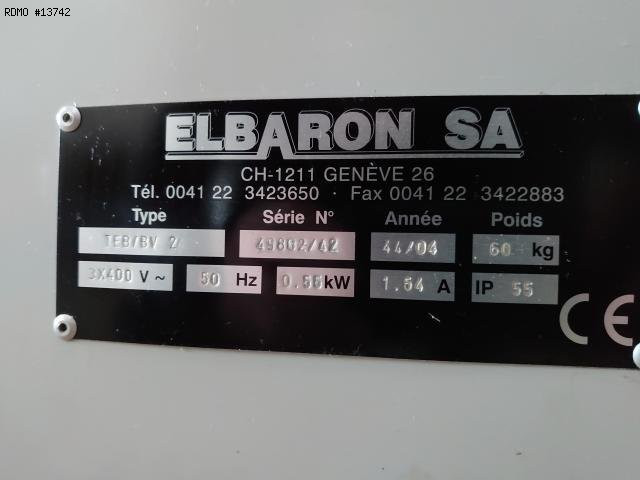 RDMO #13742
ELBARON SA
CH-1211 GENÈVE 26
Tél. 0041 22 3423650 · Fax 0041 22 3422883
Type Série N° Année Poids
TEB/BV 2 49802/42 44/04 60 kg
3X400 V ~ 50 Hz 0.55kW 1.54 A IP 55
CE